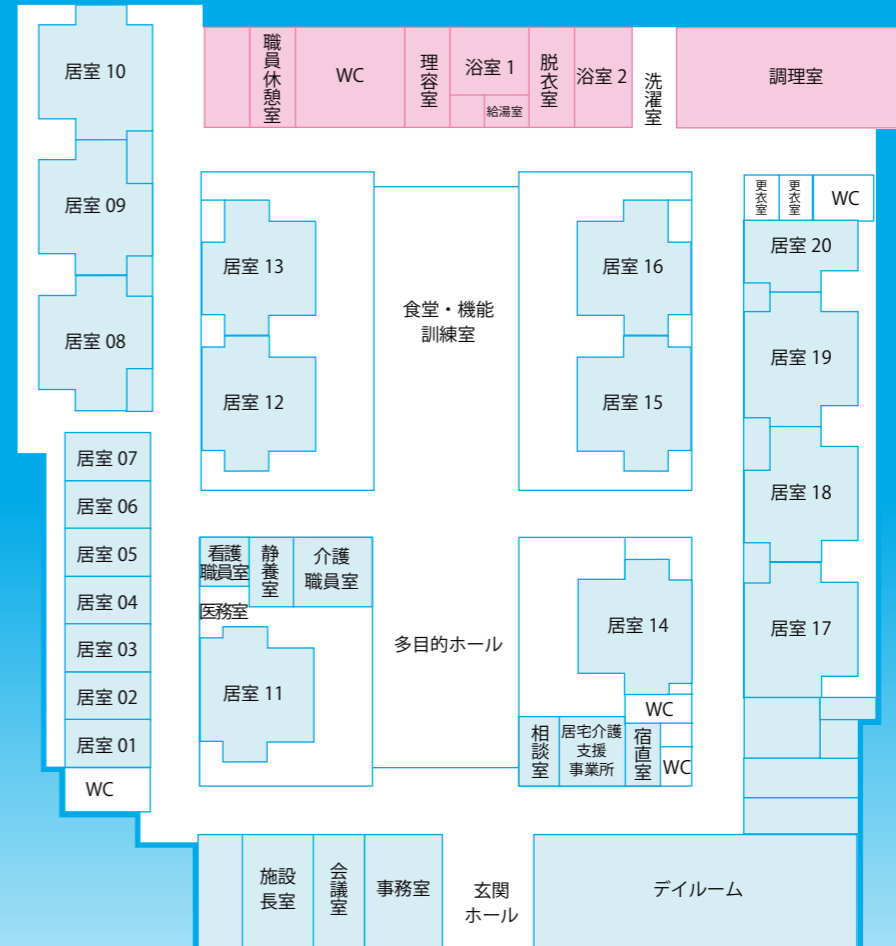 居室 10
職員休憩室
WC
理容室
浴室 1
給湯室
脱衣室
浴室 2
洗濯室
調理室
居室 09
居室 08
居室 13
居室 12
食堂・機能
訓練室
居室 16
居室 15
更衣室
更衣室
WC
居室 20
居室 19
居室 18
居室 17
居室 07
居室 06
居室 05
居室 04
居室 03
居室 02
居室 01
WC
看護
職員室
静養室
介護
職員室
医務室
居室 11
多目的ホール
居室 14
WC
相談室
居宅介護
支援
事業所
宿直室
WC
施設
長室
会議室
事務室
玄関
ホール
デイルーム